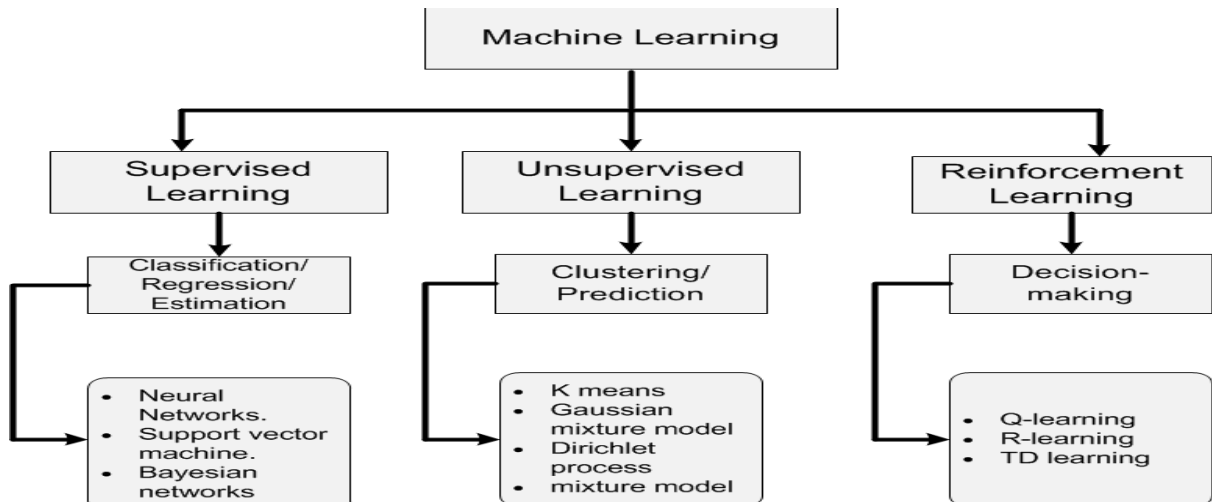 Machine Learning
Supervised
Learning
Unsupervised
Learning
Reinforcement
Learning
Classification/
Regression/
Estimation
Clustering/
Prediction
Decision-
making
• Neural
Networks.
• Support vector
machine.
• Bayesian
networks
• K means
• Gaussian
mixture model
• Dirichlet
process
• mixture model
• Q-learning
• R-learning
• TD learning